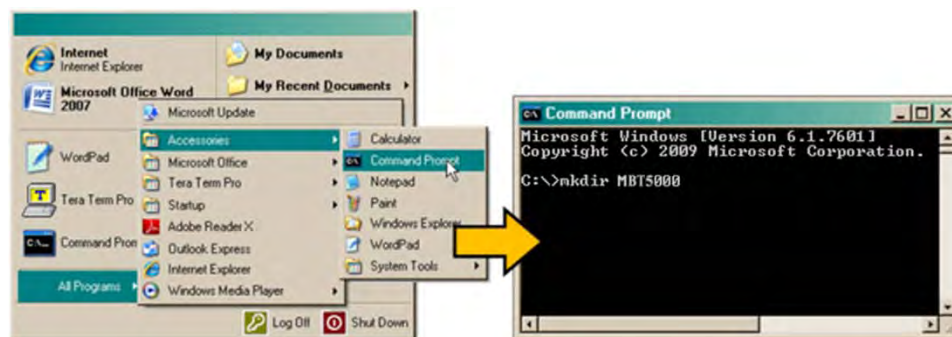 Internet
Internet Explorer
Microsoft Office Word
2007
WordPad
Tera Term Pro
Command Pron
All Programs
My Documents
My Recent Documents
Microsoft Update
Accessories
Microsoft Office
Tera Term Pro
Startup
Adobe Reader X
Outlook Express
Internet Explorer
Windows Media Player
Calculator
Command Prompt
Notepad
Paint
Windows Explorer
WordPad
System Tools
Log Off
Shut Down
Command Prompt
Microsoft Windows [Version 6.1.7601]
Copyright (c) 2009 Microsoft Corporation.
C:\>mkdir MBT5000